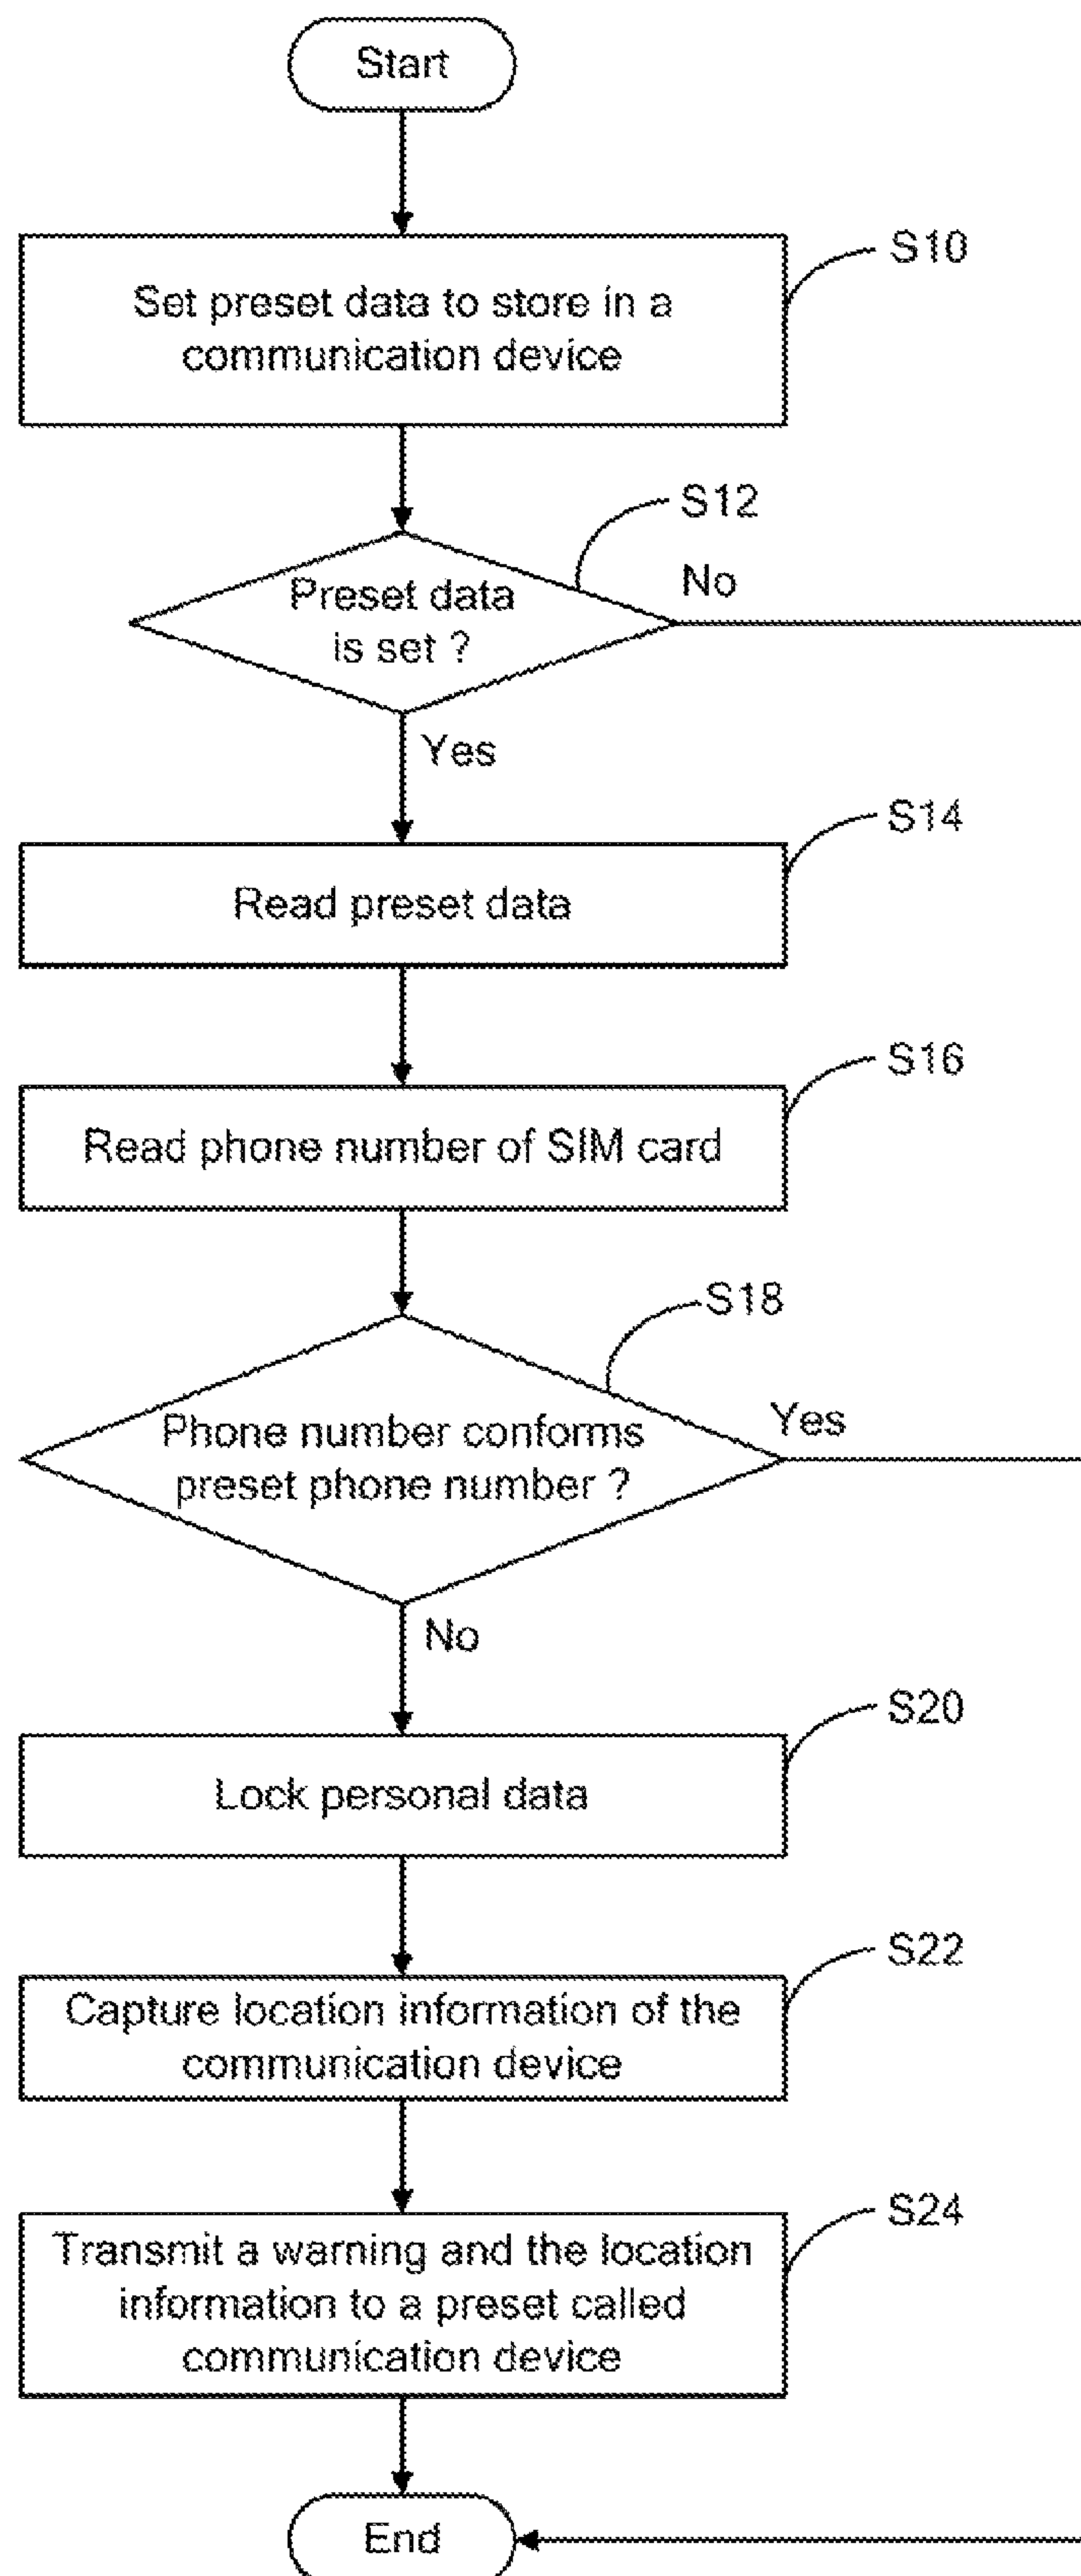 Start
S10
Set preset data to store in a
communication device
S12
No
Preset data
is set ?
Yes
S14
Read preset data
S16
Read phone number of SIM card
S18
Yes
Phone number conforms
preset phone number ?
No
S20
Lock personal data
S22
Capture location information of the
communication device
S24
Transmit a warning and the location
information to a preset called
communication device
End